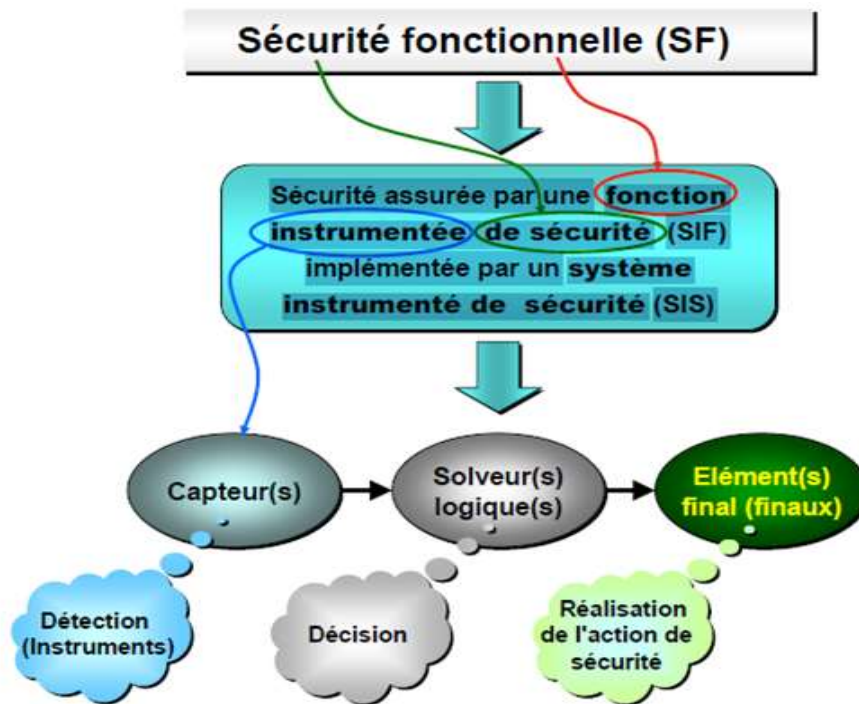 Sécurité fonctionnelle (SF)
Sécurité assurée par une fonction
instrumentée de sécurité (SIF)
implémentée par un système
instrumenté de sécurité (SIS)
Capteur(s)
Solveur(s)
logique(s)
Elément(s)
final (finaux)
Détection
(Instruments)
Décision
Réalisation
de l'action de
sécurité